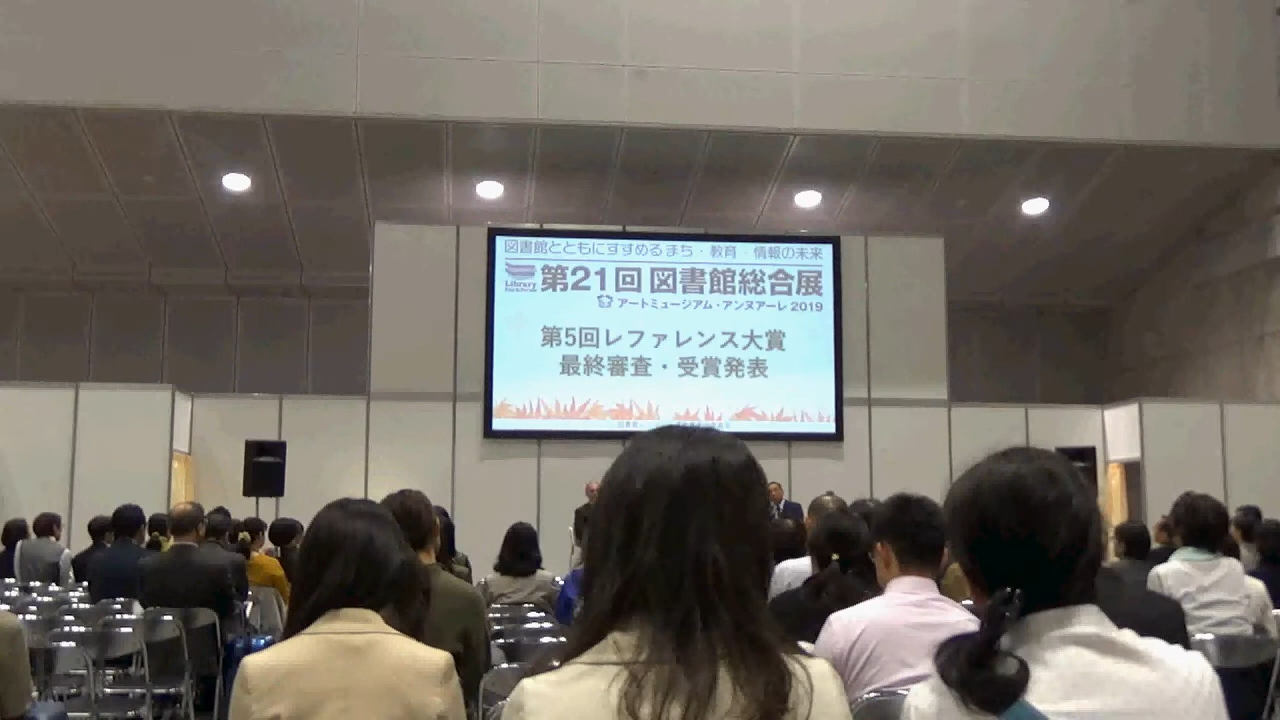 図書館とともにすすめる まち・教育・情報の未来
Library
第21回 図書館総合展
アートミュージアム・アンヌアーレ 2019
第5回レファレンス大賞
最終審査・受賞発表